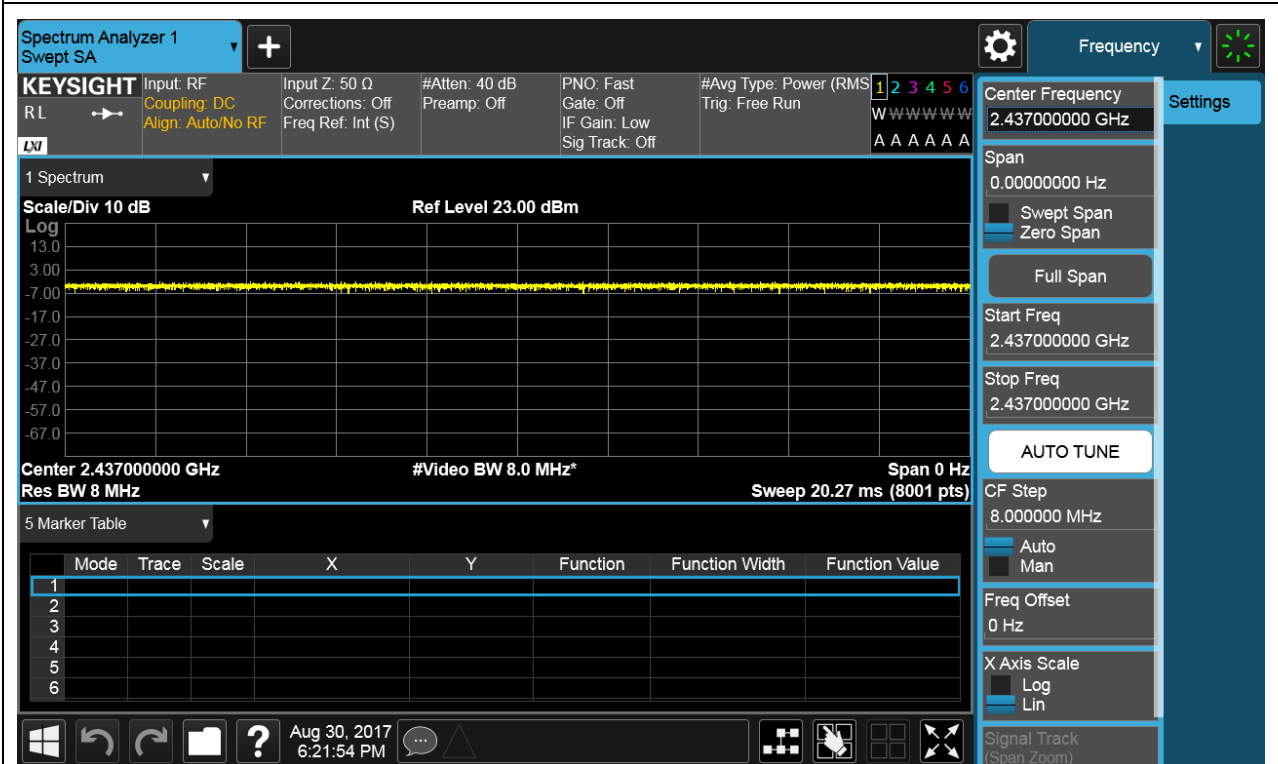 Spectrum Analyzer 1
Swept SA
+
Frequency
KEYSIGHT
RL
LXI
Input: RF
Coupling: DC
Align: Auto/No RF
Input Z: 50 Ω
Corrections: Off
Freq Ref: Int (S)
#Atten: 40 dB
Preamp: Off
PNO: Fast
Gate: Off
IF Gain: Low
Sig Track: Off
#Avg Type: Power (RMS
Trig: Free Run
1 2 3 4 5 6
W W W W W W
A A A A A A
1 Spectrum
Scale/Div 10 dB
Ref Level 23.00 dBm
Log
13.0
3.00
-7.00
-17.0
-27.0
-37.0
-47.0
-57.0
-67.0
Center 2.437000000 GHz
#Video BW 8.0 MHz*
Span 0 Hz
Res BW 8 MHz
Sweep 20.27 ms (8001 pts)
5 Marker Table
Mode Trace Scale X Y Function Function Width Function Value
1
2
3
4
5
6
?
Aug 30, 2017
6:21:54 PM
Center Frequency
2.437000000 GHz
Settings
Span
0.00000000 Hz
Swept Span
Zero Span
Full Span
Start Freq
2.437000000 GHz
Stop Freq
2.437000000 GHz
AUTO TUNE
CF Step
8.000000 MHz
Auto
Man
Freq Offset
0 Hz
X Axis Scale
Log
Lin
Signal Track
(Span Zoom)